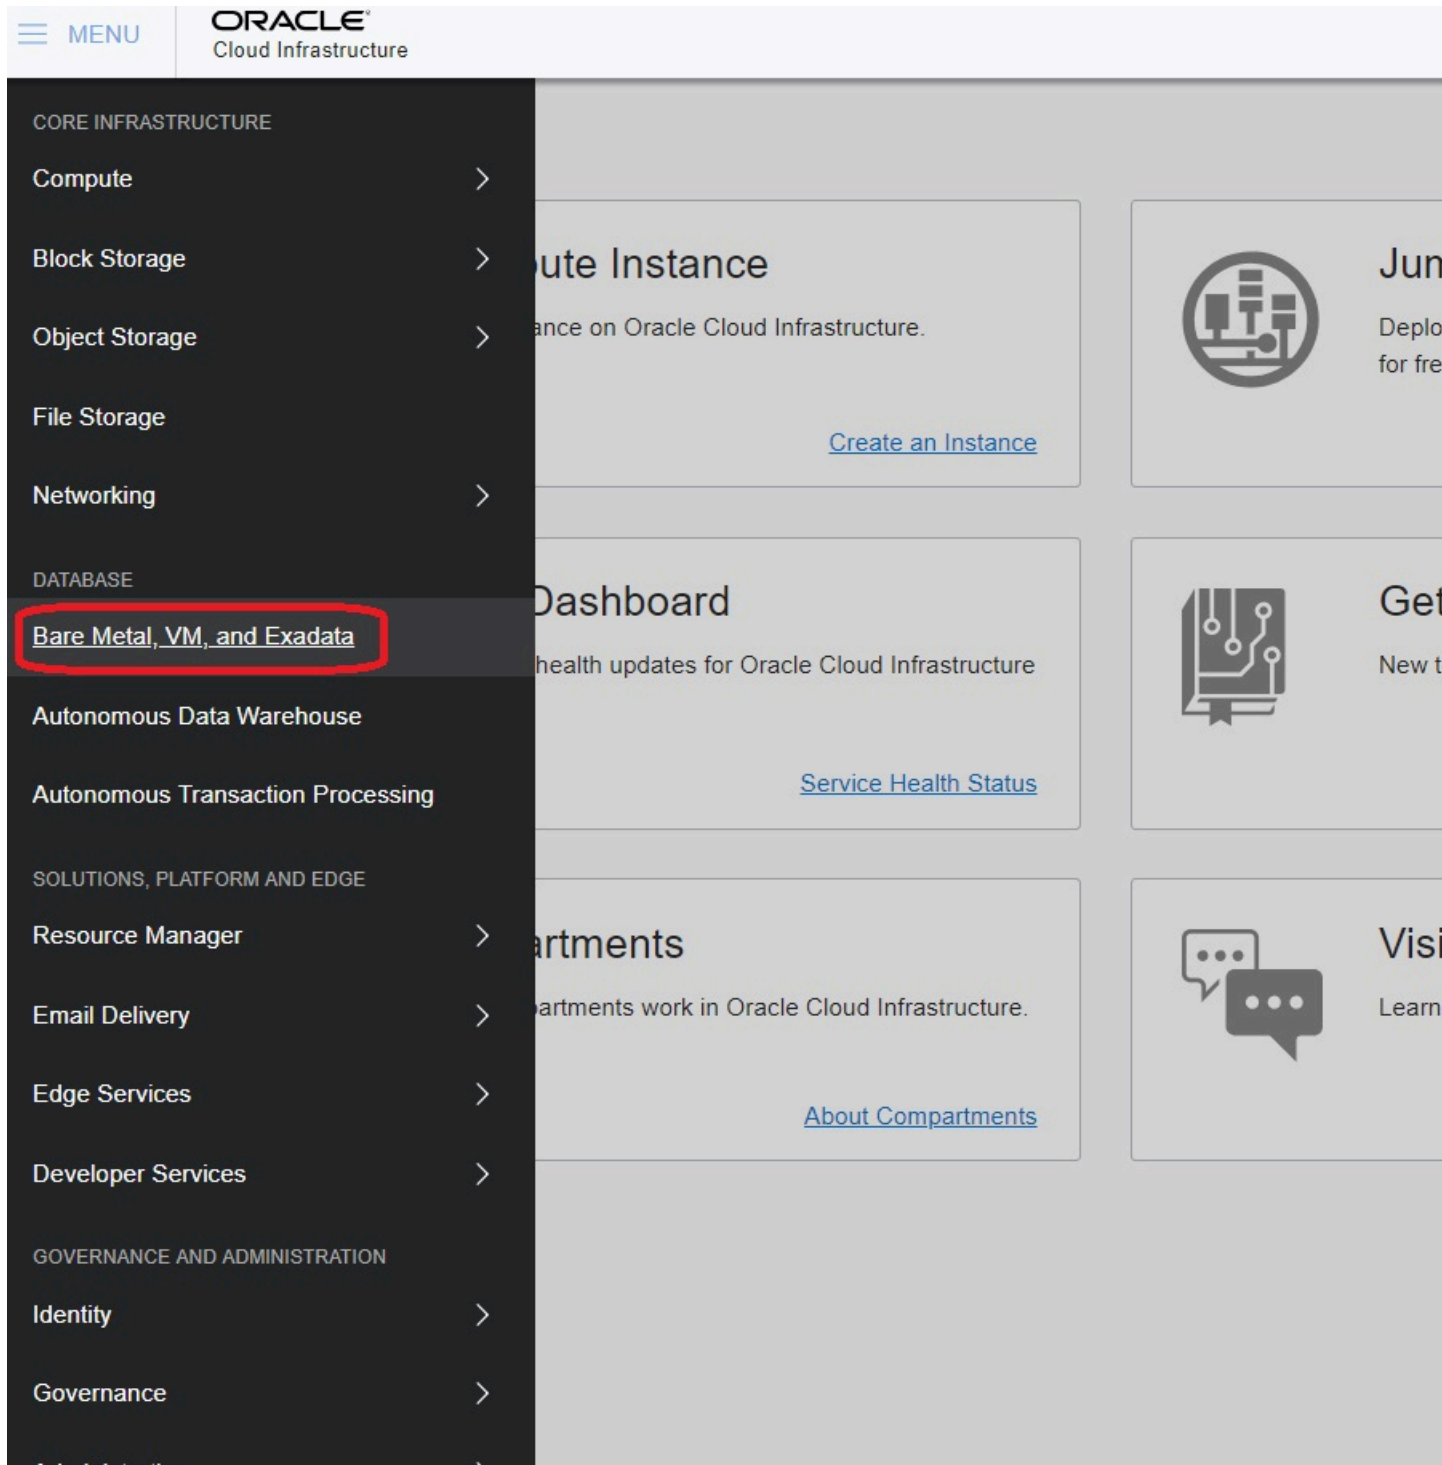 MENU
ORACLE
Cloud Infrastructure
CORE INFRASTRUCTURE
Compute
Block Storage
Object Storage
File Storage
Networking
DATABASE
Bare Metal, VM, and Exadata
Autonomous Data Warehouse
Autonomous Transaction Processing
SOLUTIONS, PLATFORM AND EDGE
Resource Manager
Email Delivery
Edge Services
Developer Services
GOVERNANCE AND ADMINISTRATION
Identity
Governance
ute Instance
ance on Oracle Cloud Infrastructure.
Create an Instance
Jum
Deplo
for fre
Dashboard
health updates for Oracle Cloud Infrastructure
Service Health Status
Get
New t
artments
artments work in Oracle Cloud Infrastructure.
About Compartments
Visi
Learn